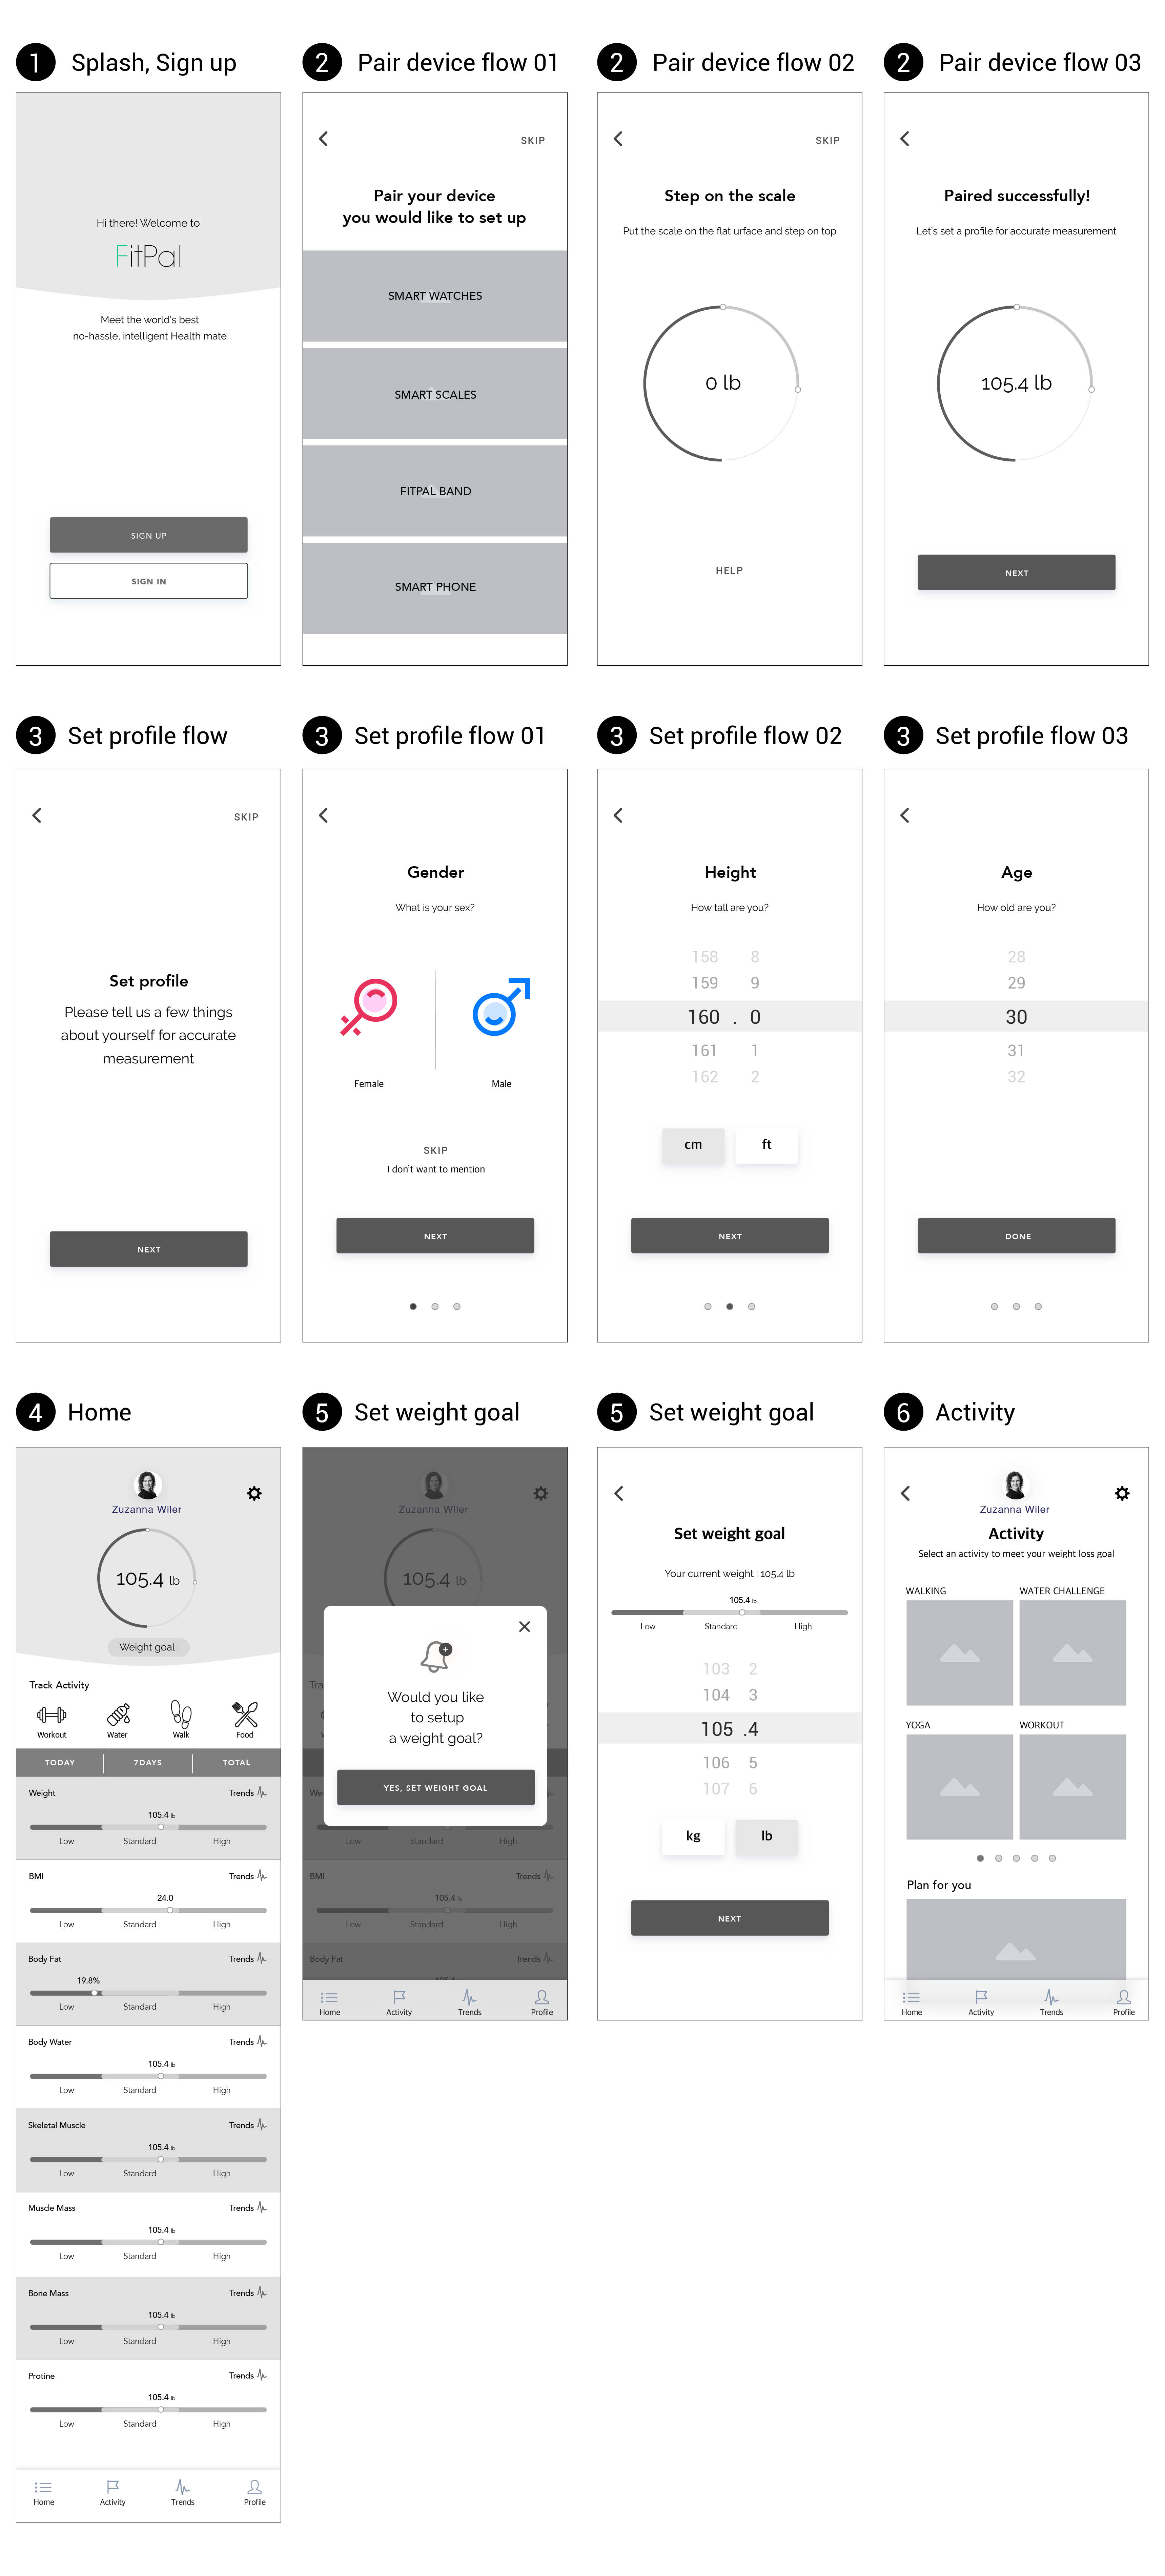 1 Splash, Sign up
Hi there! Welcome to
FitPal
Meet the world's best
no-hassle, intelligent Health mate
SIGN UP
SIGN IN
2 Pair device flow 01
SKIP
Pair your device
you would like to set up
SMART WATCHES
SMART SCALES
FITPAL BAND
SMART PHONE
2 Pair device flow 02
SKIP
Step on the scale
Put the scale on the flat urface and step on top
0 lb
HELP
2 Pair device flow 03
Paired successfully!
Let's set a profile for accurate measurement
105.4 lb
NEXT
3 Set profile flow
SKIP
Set profile
Please tell us a few things
about yourself for accurate
measurement
NEXT
3 Set profile flow 01
Gender
What is your sex?
Female Male
SKIP
I don't want to mention
NEXT
3 Set profile flow 02
Height
How tall are you?
158 8
159 9
160 . 0
161 1
162 2
cm ft
NEXT
3 Set profile flow 03
Age
How old are you?
28
29
30
31
32
DONE
4 Home
Zuzanna Wiler
105.4 lb
Weight goal :
Track Activity
Workout Water Walk Food
TODAY 7DAYS TOTAL
Weight Trends
105.4 lb
Low Standard High
BMI Trends
24.0
Low Standard High
Body Fat Trends
19.8%
Low Standard High
Body Water Trends
105.4 lb
Low Standard High
Skeletal Muscle Trends
105.4 lb
Low Standard High
Muscle Mass Trends
105.4 lb
Low Standard High
Bone Mass Trends
105.4 lb
Low Standard High
Protine Trends
105.4 lb
Low Standard High
Home Activity Trends Profile
5 Set weight goal
Zuzanna Wiler
105.4 lb
Would you like
to setup
a weight goal?
YES, SET WEIGHT GOAL
Low Standard High
BMI Trends
105.4 lb
Low Standard High
Body Fat Trends
Home Activity Trends Profile
5 Set weight goal
Set weight goal
Your current weight : 105.4 lb
105.4 lb
Low Standard High
103 2
104 3
105 .4
106 5
107 6
kg lb
NEXT
6 Activity
Zuzanna Wiler
Activity
Select an activity to meet your weight loss goal
WALKING WATER CHALLENGE
YOGA WORKOUT
Plan for you
Home Activity Trends Profile